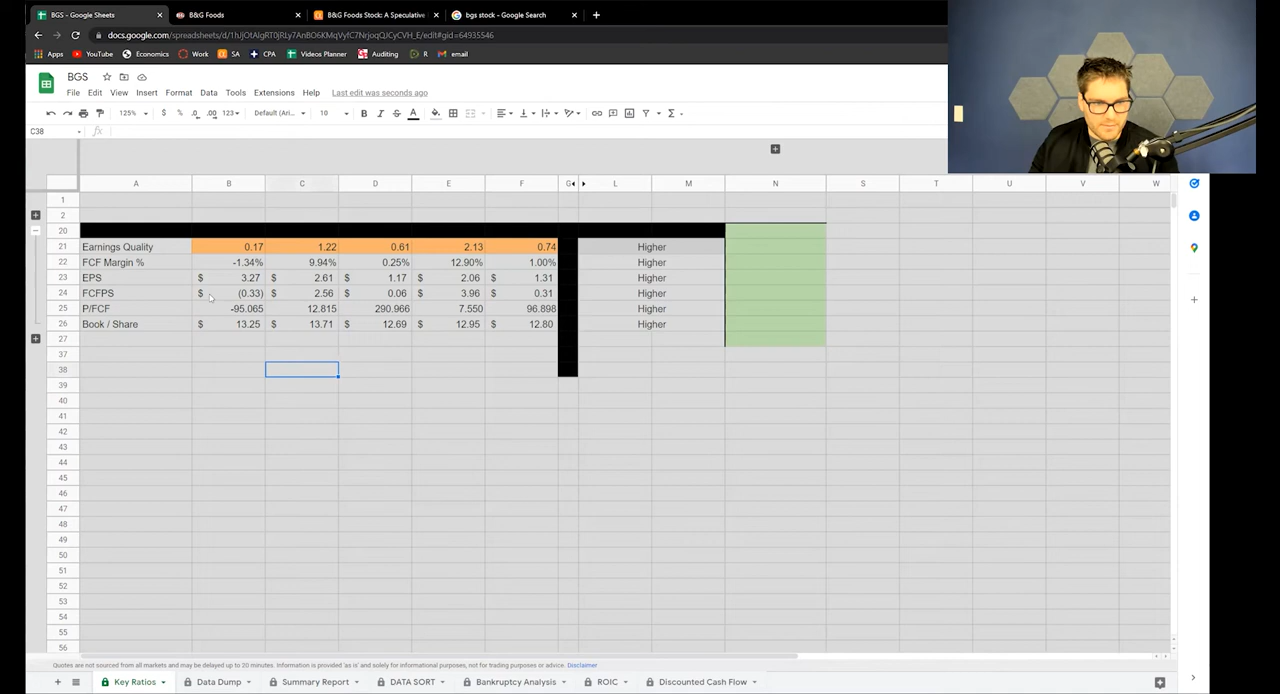 BGS - Google Sheets × B&G Foods × B&G Foods Stock: A Speculative × bgs stock - Google Search × +
docs.google.com/spreadsheets/d/1hJjOtAIgRT0jRLy7AnBO6KMqVyfC7NrjoqQJCyCVH_E/edit#gid=64935546
Apps YouTube Economics Work SA CPA Videos Planner Auditing R email
BGS
File Edit View Insert Format Data Tools Extensions Help Last edit was seconds ago
125% $ % .0 .00 123 Default (Ari... 10 B I S A
C38 fx
A B C D E F G L M N S T U V W
1
2
20
21 Earnings Quality 0.17 1.22 0.61 2.13 0.74 Higher
22 FCF Margin % -1.34% 9.94% 0.25% 12.90% 1.00% Higher
23 EPS $ 3.27 $ 2.61 $ 1.17 $ 2.06 $ 1.31 Higher
24 FCFPS $ (0.33) $ 2.56 $ 0.06 $ 3.96 $ 0.31 Higher
25 P/FCF -95.065 12.815 290.966 7.550 96.898 Higher
26 Book / Share $ 13.25 $ 13.71 $ 12.69 $ 12.95 $ 12.80 Higher
27
37
38
39
40
41
42
43
44
45
46
47
48
49
50
51
52
53
54
55
56
Quotes are not sourced from all markets and may be delayed up to 20 minutes. Information is provided 'as is' and solely for informational purposes, not for trading purposes or advice. Disclaimer
+ Key Ratios Data Dump Summary Report DATA SORT Bankruptcy Analysis ROIC Discounted Cash Flow